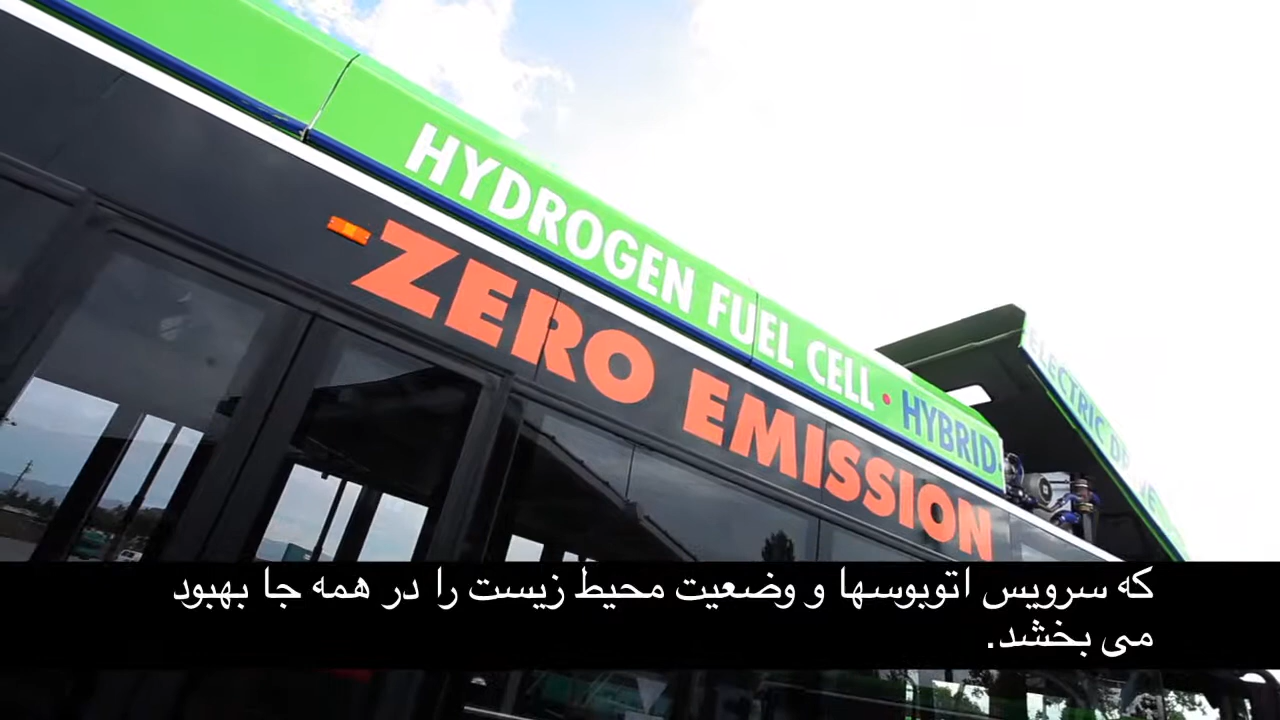 HYDROGEN FUEL CELL • HYBRID
ELECTRIC
ZERO EMISSION
که سرویس اتوبوسها و وضعیت محیط زیست را در همه جا بهبود
می بخشد.